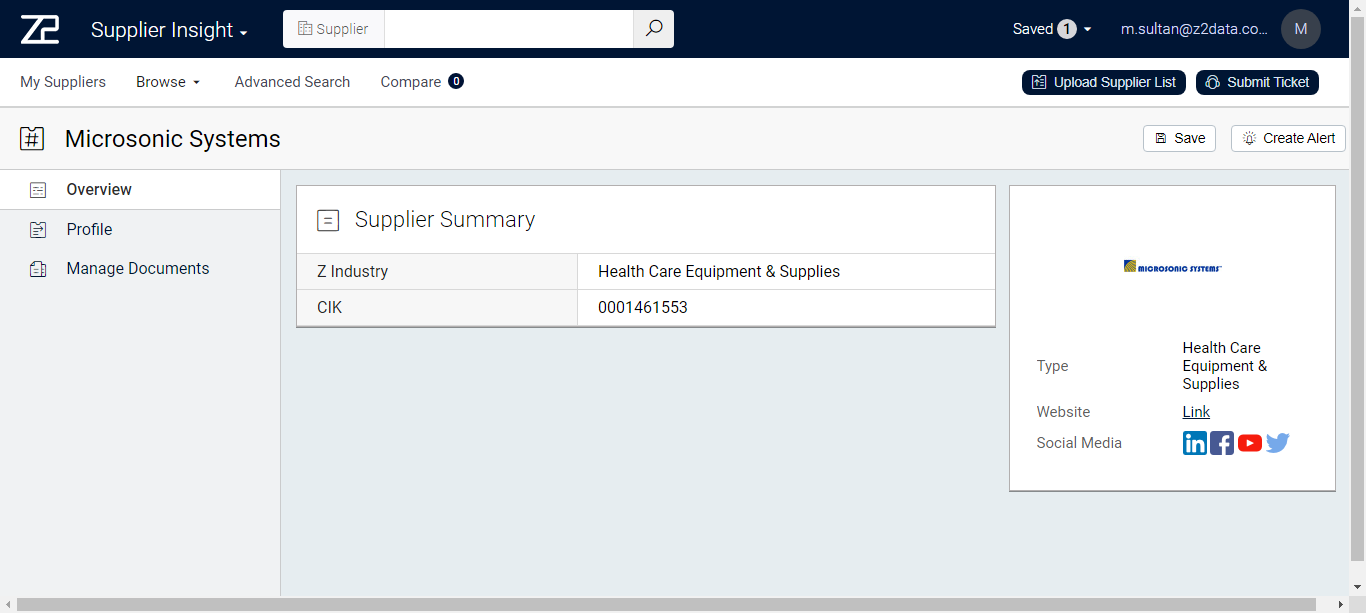 Z2 Supplier Insight Supplier Saved 1 m.sultan@z2data.co... M
My Suppliers Browse Advanced Search Compare 0 Upload Supplier List Submit Ticket
# Microsonic Systems Save Create Alert
Overview
Profile
Manage Documents
Supplier Summary
Z Industry Health Care Equipment & Supplies
CIK 0001461553
MICROSONIC SYSTEMS
Type Health Care
Equipment &
Supplies
Website Link
Social Media in f